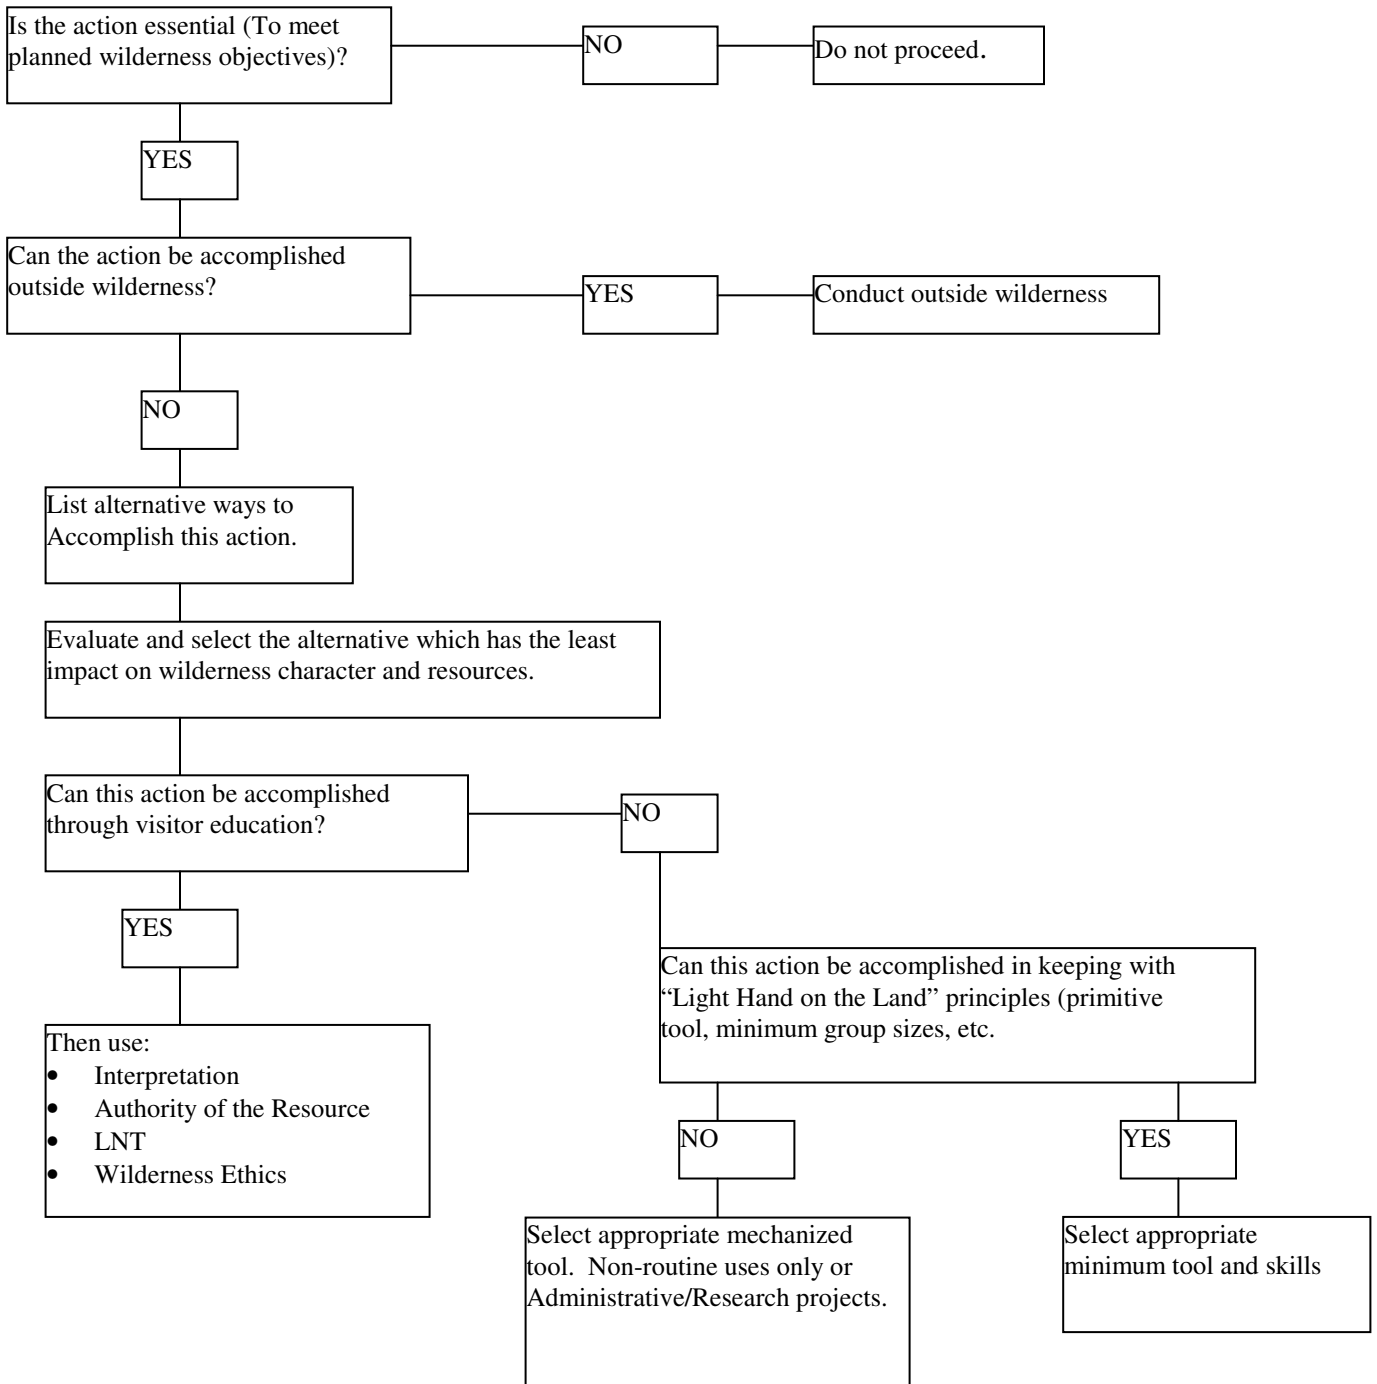 Is the action essential (To meet
planned wilderness objectives)?
NO
Do not proceed.
YES
Can the action be accomplished
outside wilderness?
YES
Conduct outside wilderness
NO
List alternative ways to
Accomplish this action.
Evaluate and select the alternative which has the least
impact on wilderness character and resources.
Can this action be accomplished
through visitor education?
NO
YES
Can this action be accomplished in keeping with
“Light Hand on the Land” principles (primitive
tool, minimum group sizes, etc.
Then use:
• Interpretation
• Authority of the Resource
• LNT
• Wilderness Ethics
NO
YES
Select appropriate mechanized
tool.  Non-routine uses only or
Administrative/Research projects.
Select appropriate
minimum tool and skills